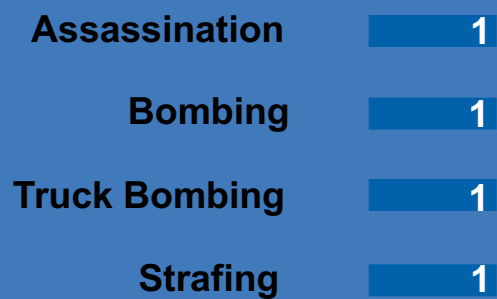 Assassination 1
Bombing 1
Truck Bombing 1
Strafing 1